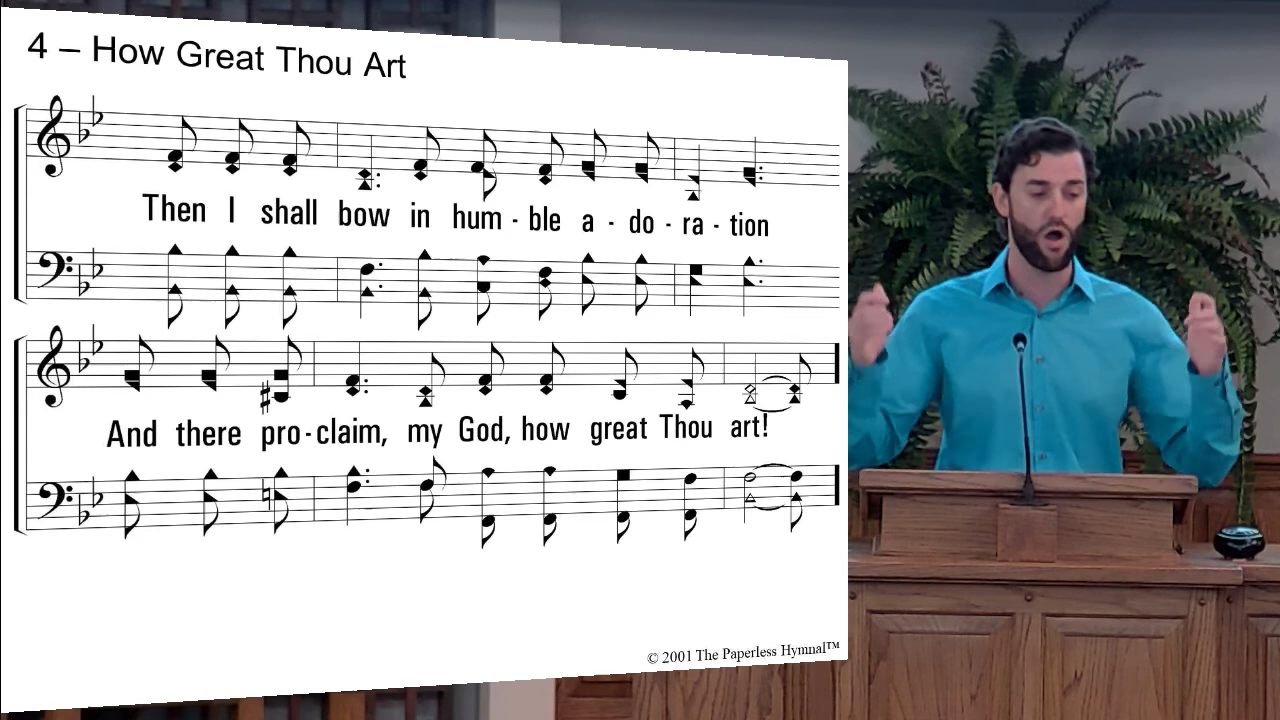 4 – How Great Thou Art
Then I shall bow in hum - ble a - do - ra - tion
And there pro - claim, my God, how great Thou art!
© 2001 The Paperless Hymnal™